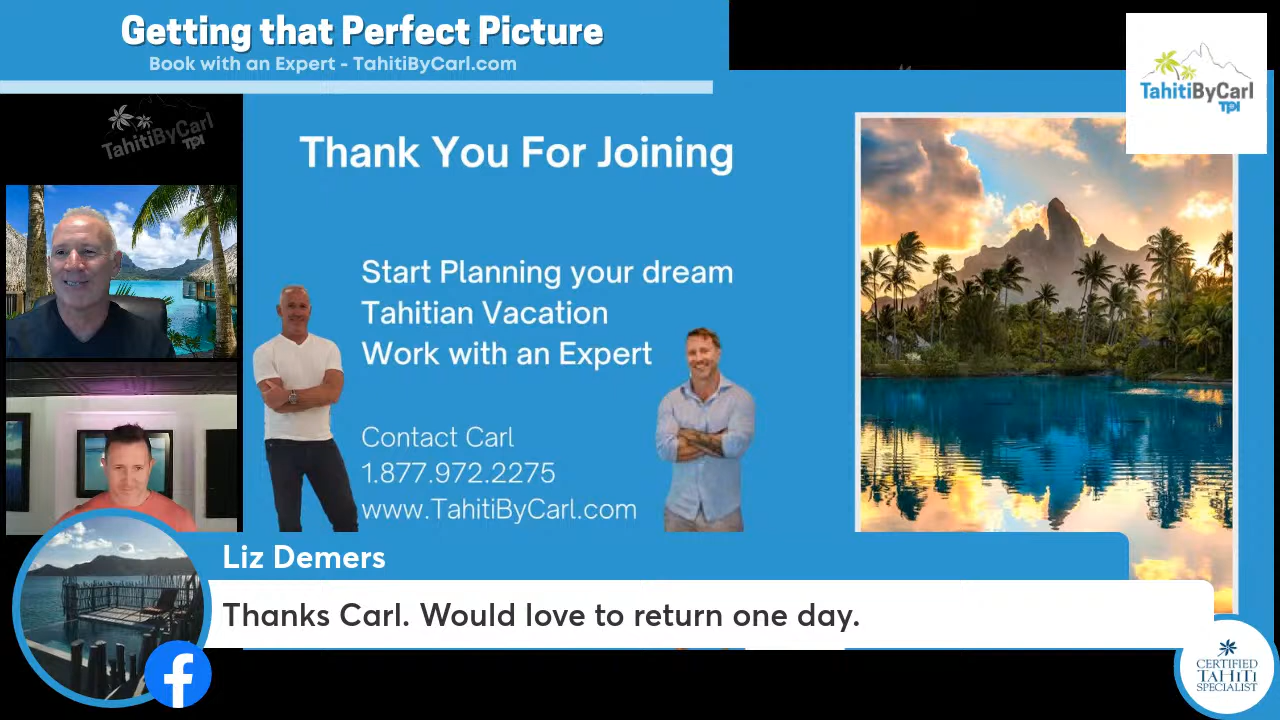 Getting that Perfect Picture
Book with an Expert - TahitiByCarl.com
TahitiByCarl
TPI
TahitiByCarl
TPI
Thank You For Joining
Start Planning your dream
Tahitian Vacation
Work with an Expert
Contact Carl
1.877.972.2275
www.TahitiByCarl.com
Liz Demers
Thanks Carl. Would love to return one day.
CERTIFIED
TAHITI
SPECIALIST